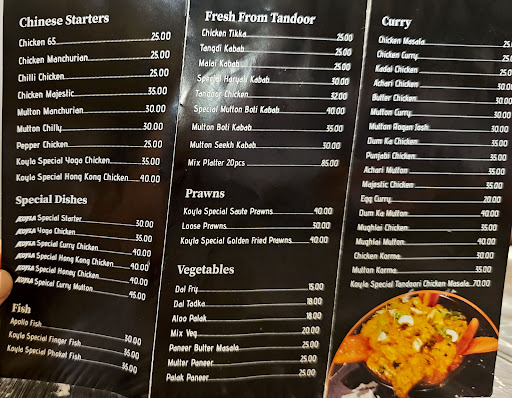 Chinese Starters
Chicken 65 25.00
Chicken Manchurian 25.00
Chilli Chicken 25.00
Chicken Majestic 35.00
Mutton Manchurian 30.00
Mutton Chilly 30.00
Pepper Chicken 25.00
Koyla Special Yoga Chicken 35.00
Koyla Special Hong Kong Chicken 40.00
Special Dishes
Special Starter 30.00
Yoga Chicken 35.00
Special Curry Chicken 40.00
Special Hong Kong Chicken 40.00
Special Honey Chicken 40.00
Special Curry Mutton 45.00
Fish
Apollo Fish 30.00
Koyla Special Finger Fish 35.00
Koyla Special Phakal Fish 35.00
Fresh From Tandoor
Chicken Tikka 25.00
Tangdi Kabab 25.00
Malai Kabab 25.00
Special Haryali Kabab 30.00
Tandoor Chicken 32.00
Special Mutton Boti Kabab 40.00
Mutton Boti Kabab 35.00
Mutton Seekh Kabab 30.00
Mix Platter 20pcs 85.00
Prawns
Koyla Special Saute Prawns 40.00
Loose Prawns 30.00
Koyla Special Golden Fried Prawns 40.00
Vegetables
Dal Fry 15.00
Dal Tadka 18.00
Aloo Palak 18.00
Mix Veg 20.00
Paneer Butter Masala 25.00
Mutter Paneer 25.00
Palak Paneer 25.00
Curry
Chicken Masala 25.
Chicken Curry 25.0
Kadai Chicken 25.0
Achari Chicken 30.00
Butter Chicken 30.00
Mutton Curry 30.00
Mutton Rogan Josh 30.00
Dum Ka Chicken 35.00
Punjabi Chicken 35.00
Achari Mutton 35.00
Majestic Chicken 35.00
Egg Curry 20.00
Dum Ka Mutton 40.00
Mughlai Chicken 35.00
Mughlai Mutton 40.00
Chicken Korma 30.00
Mutton Korma 35.00
Koyla Special Tandoori Chicken Masala 70.00